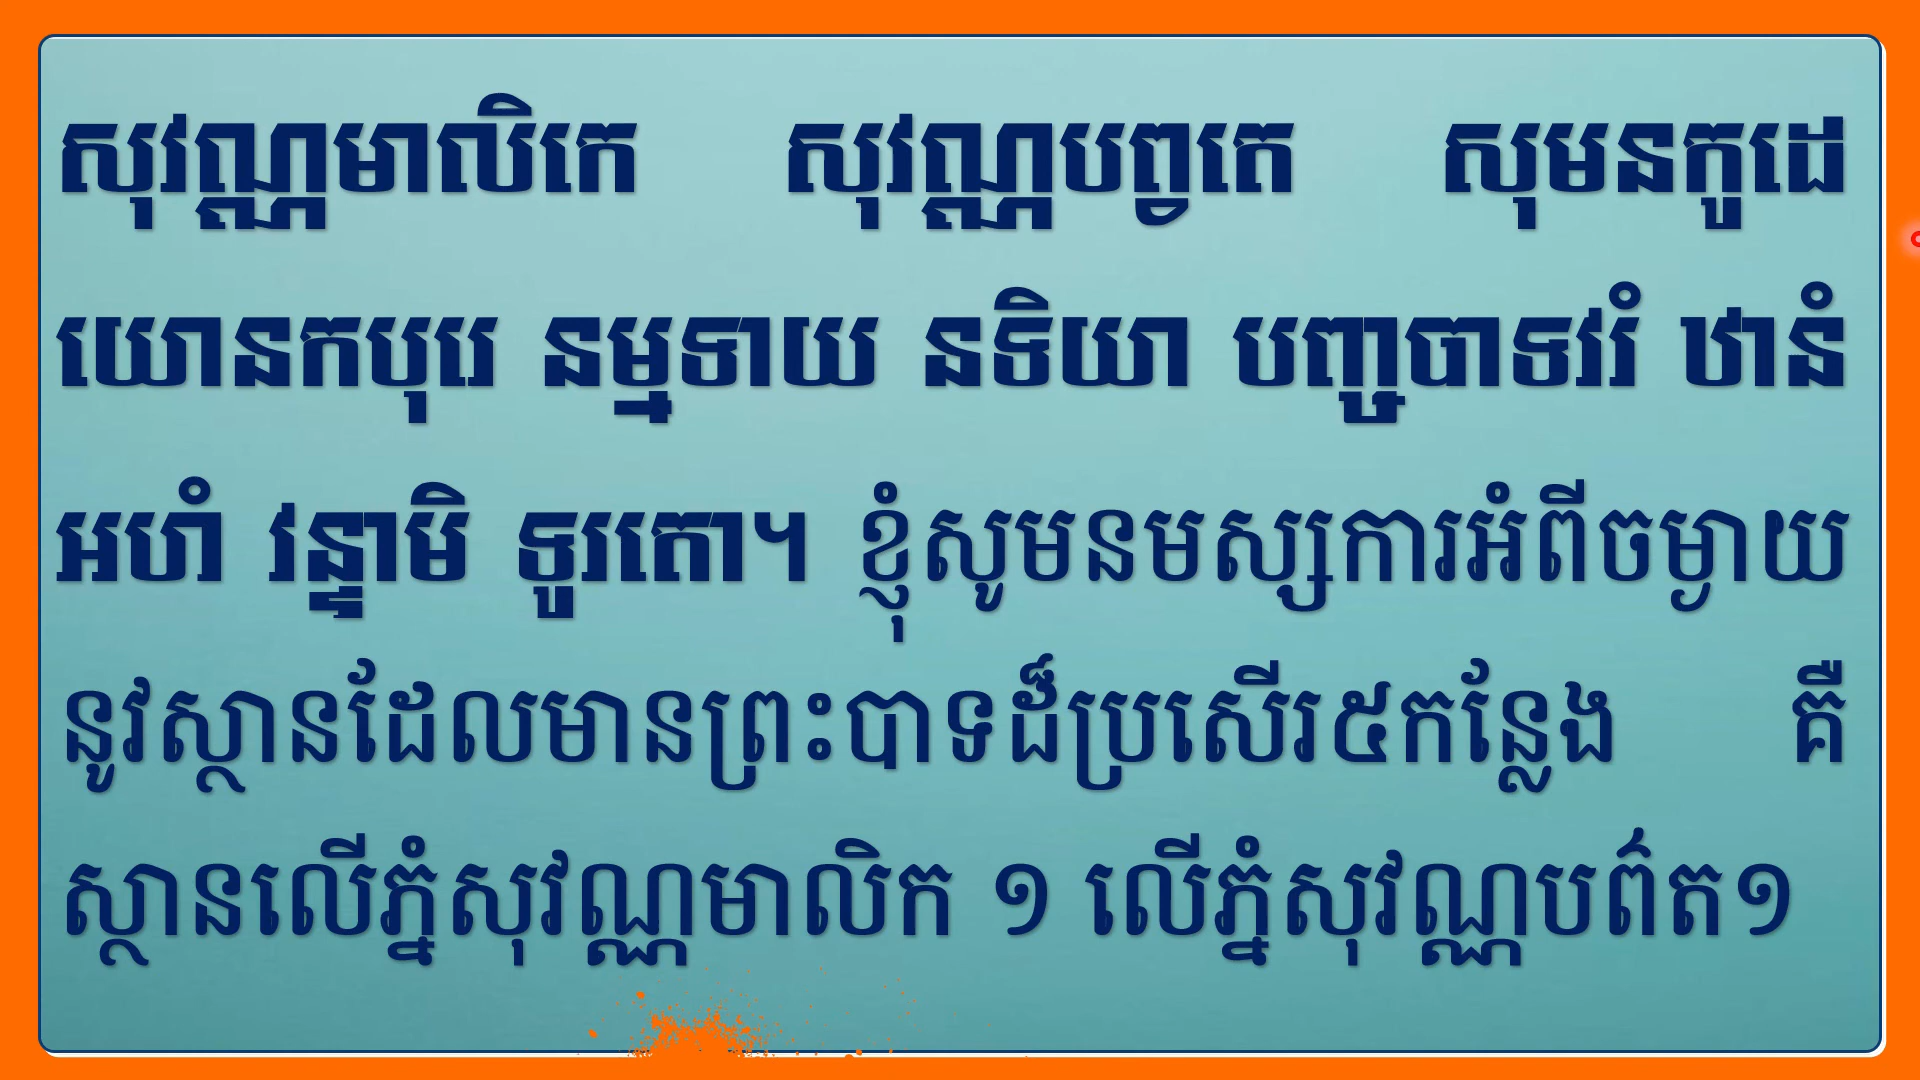 សុវណ្ណមាលិកេ សុវណ្ណបព្វតេ សុមនកូដេ
យោនកបុរេ នម្មទាយ នទិយា បញ្ចបាទវរំ ឋានំ
អហំ វន្ទាមិ ទូរតោ។ ខ្ញុំសូមនមស្សការអំពីចម្ងាយ
នូវស្ថានដែលមានព្រះបាទដ៏ប្រសើរ៥កន្លែង គឺ
ស្ថានលើភ្នំសុវណ្ណមាលិក ១ លើភ្នំសុវណ្ណបព៌ត១